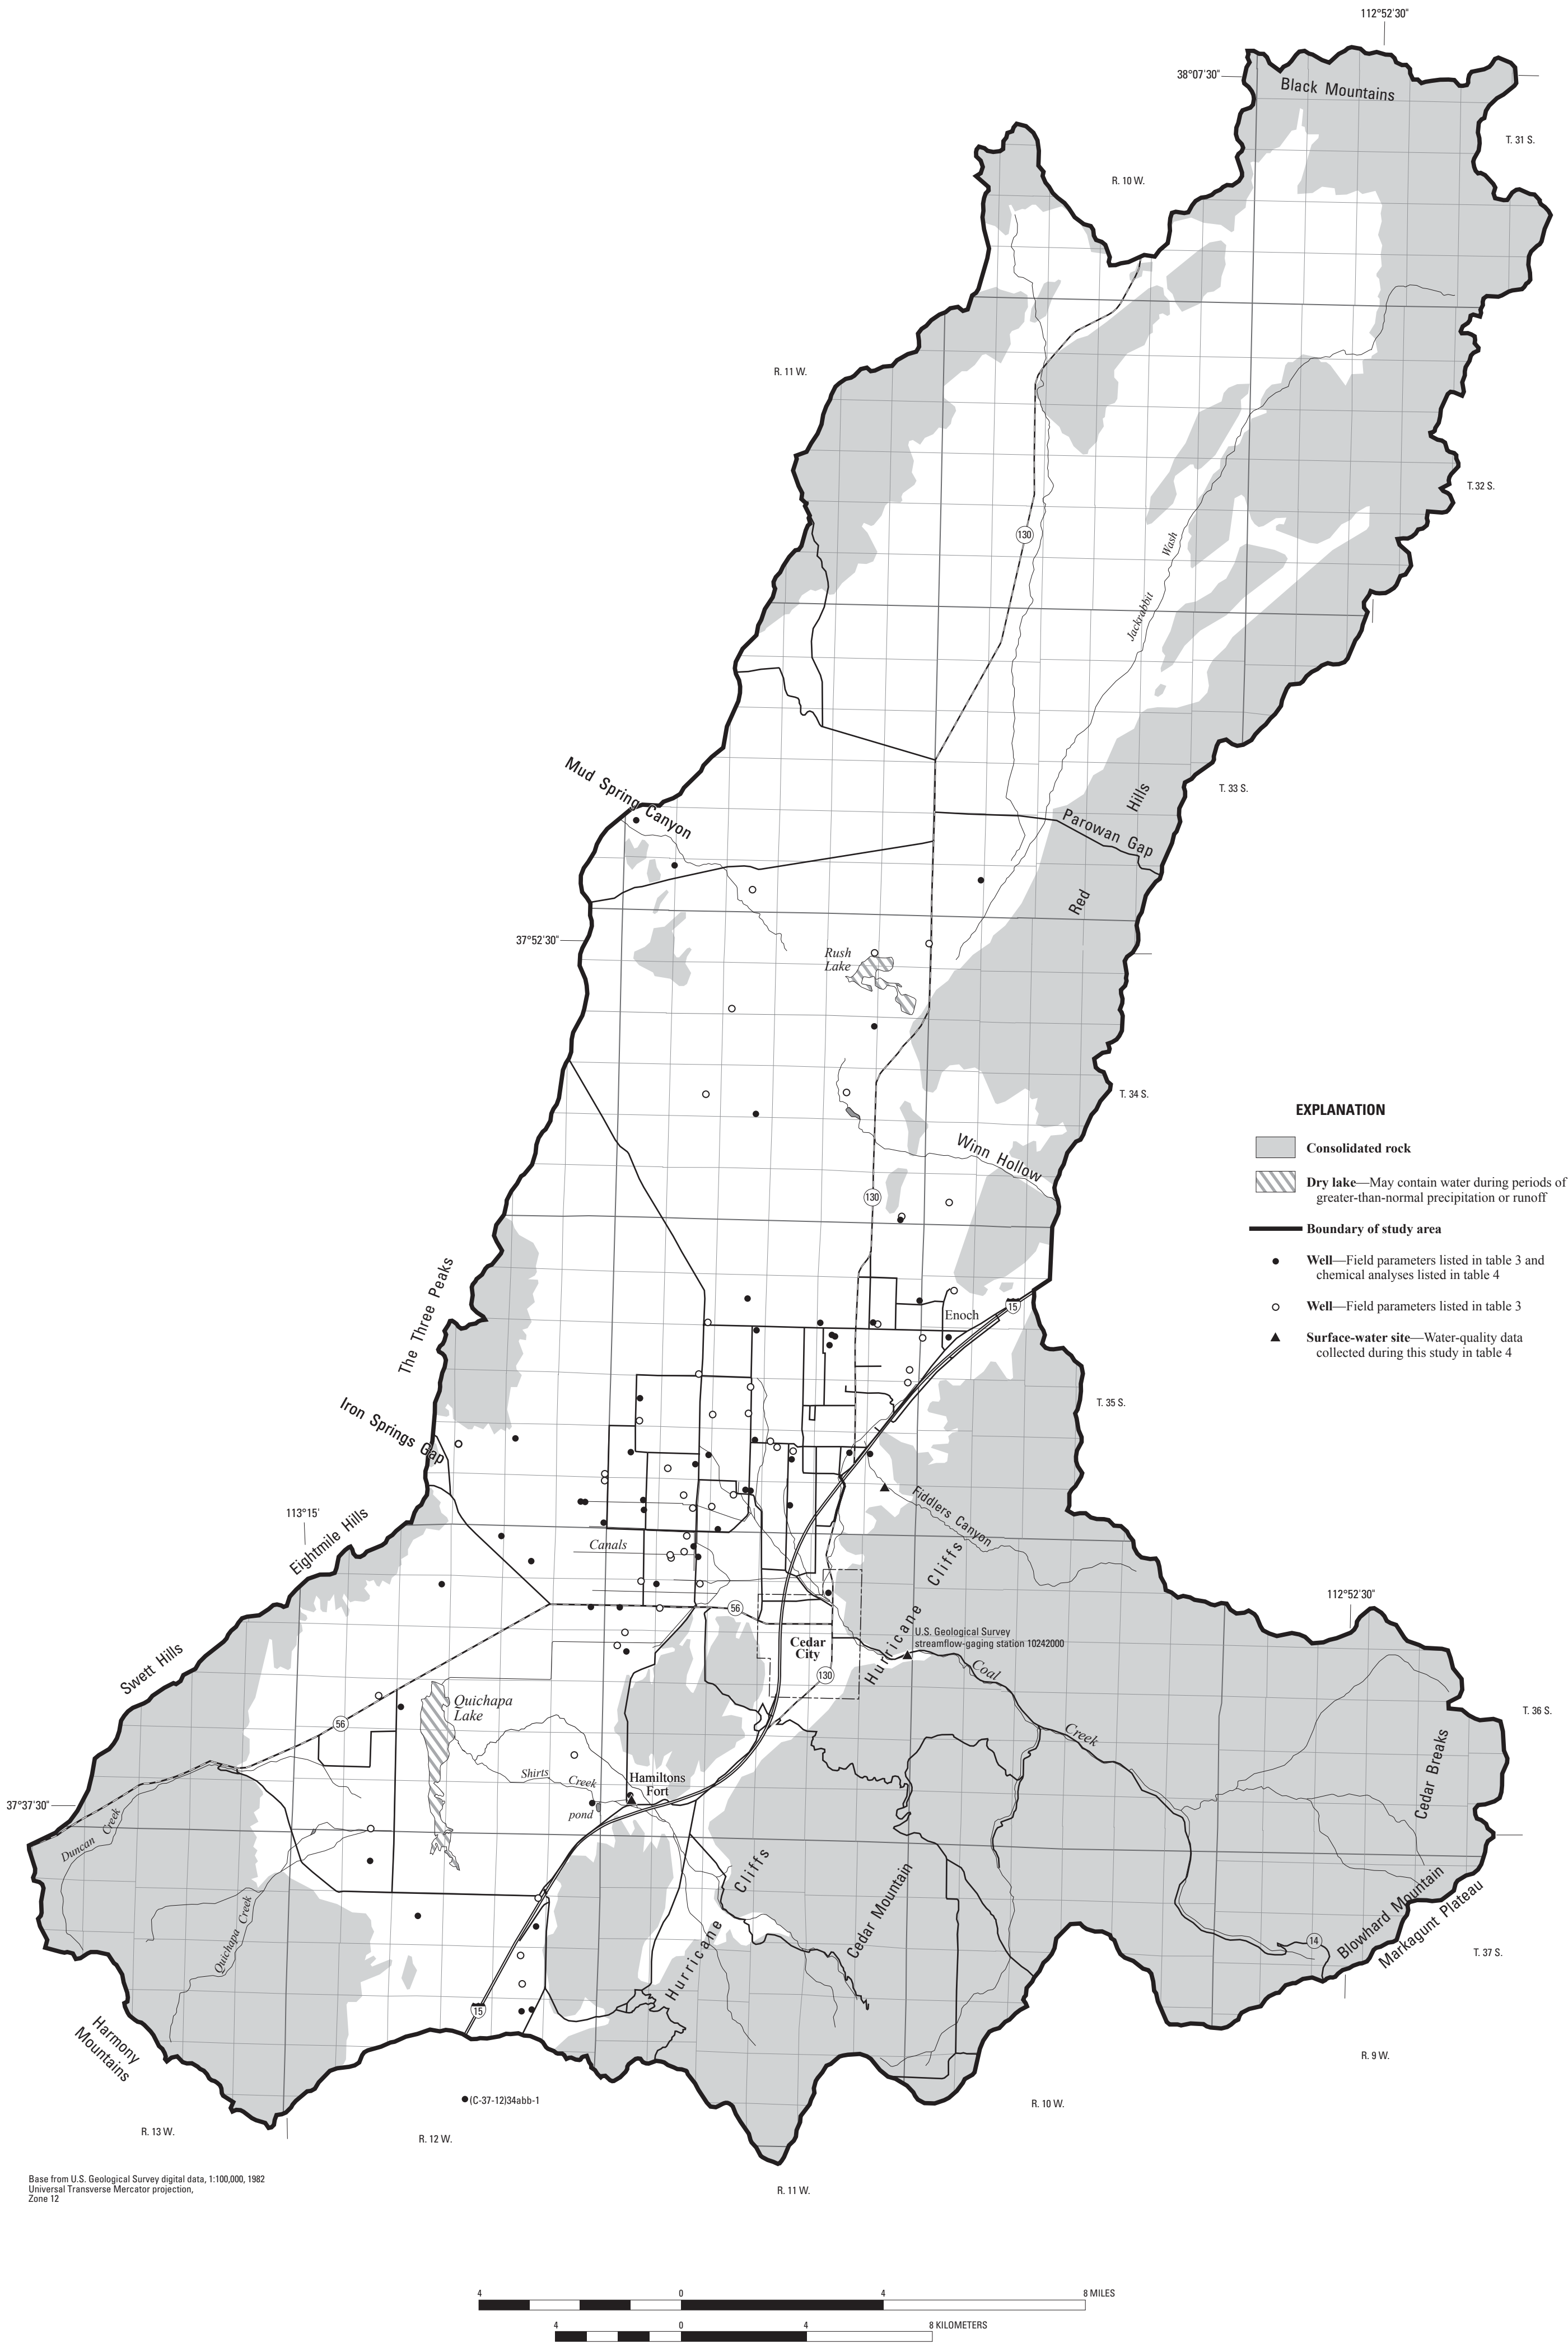 112°52'30"
38°07'30"
Black Mountains
T. 31 S.
R. 10 W.
R. 11 W.
T. 32 S.
130
Jackrabbit Wash
Mud Spring Canyon
T. 33 S.
Red Hills
Parowan Gap
37°52'30"
Rush
Lake
T. 34 S.
Winn Hollow
130
EXPLANATION
Consolidated rock
Dry lake—May contain water during periods of
greater-than-normal precipitation or runoff
Boundary of study area
Well—Field parameters listed in table 3 and
chemical analyses listed in table 4
Well—Field parameters listed in table 3
Surface-water site—Water-quality data
collected during this study in table 4
The Three Peaks
15
Enoch
T. 35 S.
Iron Springs Gap
Fiddlers Canyon
113°15'
Eightmile Hills
Canals
Hurricane Cliffs
112°52'30"
56
U.S. Geological Survey
streamflow-gaging station 10242000
Cedar
City
130
Coal Creek
Swett Hills
Quichapa
Lake
56
T. 36 S.
Cedar Breaks
Shirts Creek
Hamiltons
Fort
pond
37°37'30"
Duncan Creek
Quichapa Creek
Hurricane Cliffs
Cedar Mountain
Blowhard Mountain
Markagunt Plateau
14
T. 37 S.
15
Harmony
Mountains
R. 9 W.
(C-37-12)34abb-1
R. 10 W.
R. 13 W.
R. 12 W.
R. 11 W.
Base from U.S. Geological Survey digital data, 1:100,000, 1982
Universal Transverse Mercator projection,
Zone 12
4 0 4 8 MILES
4 0 4 8 KILOMETERS